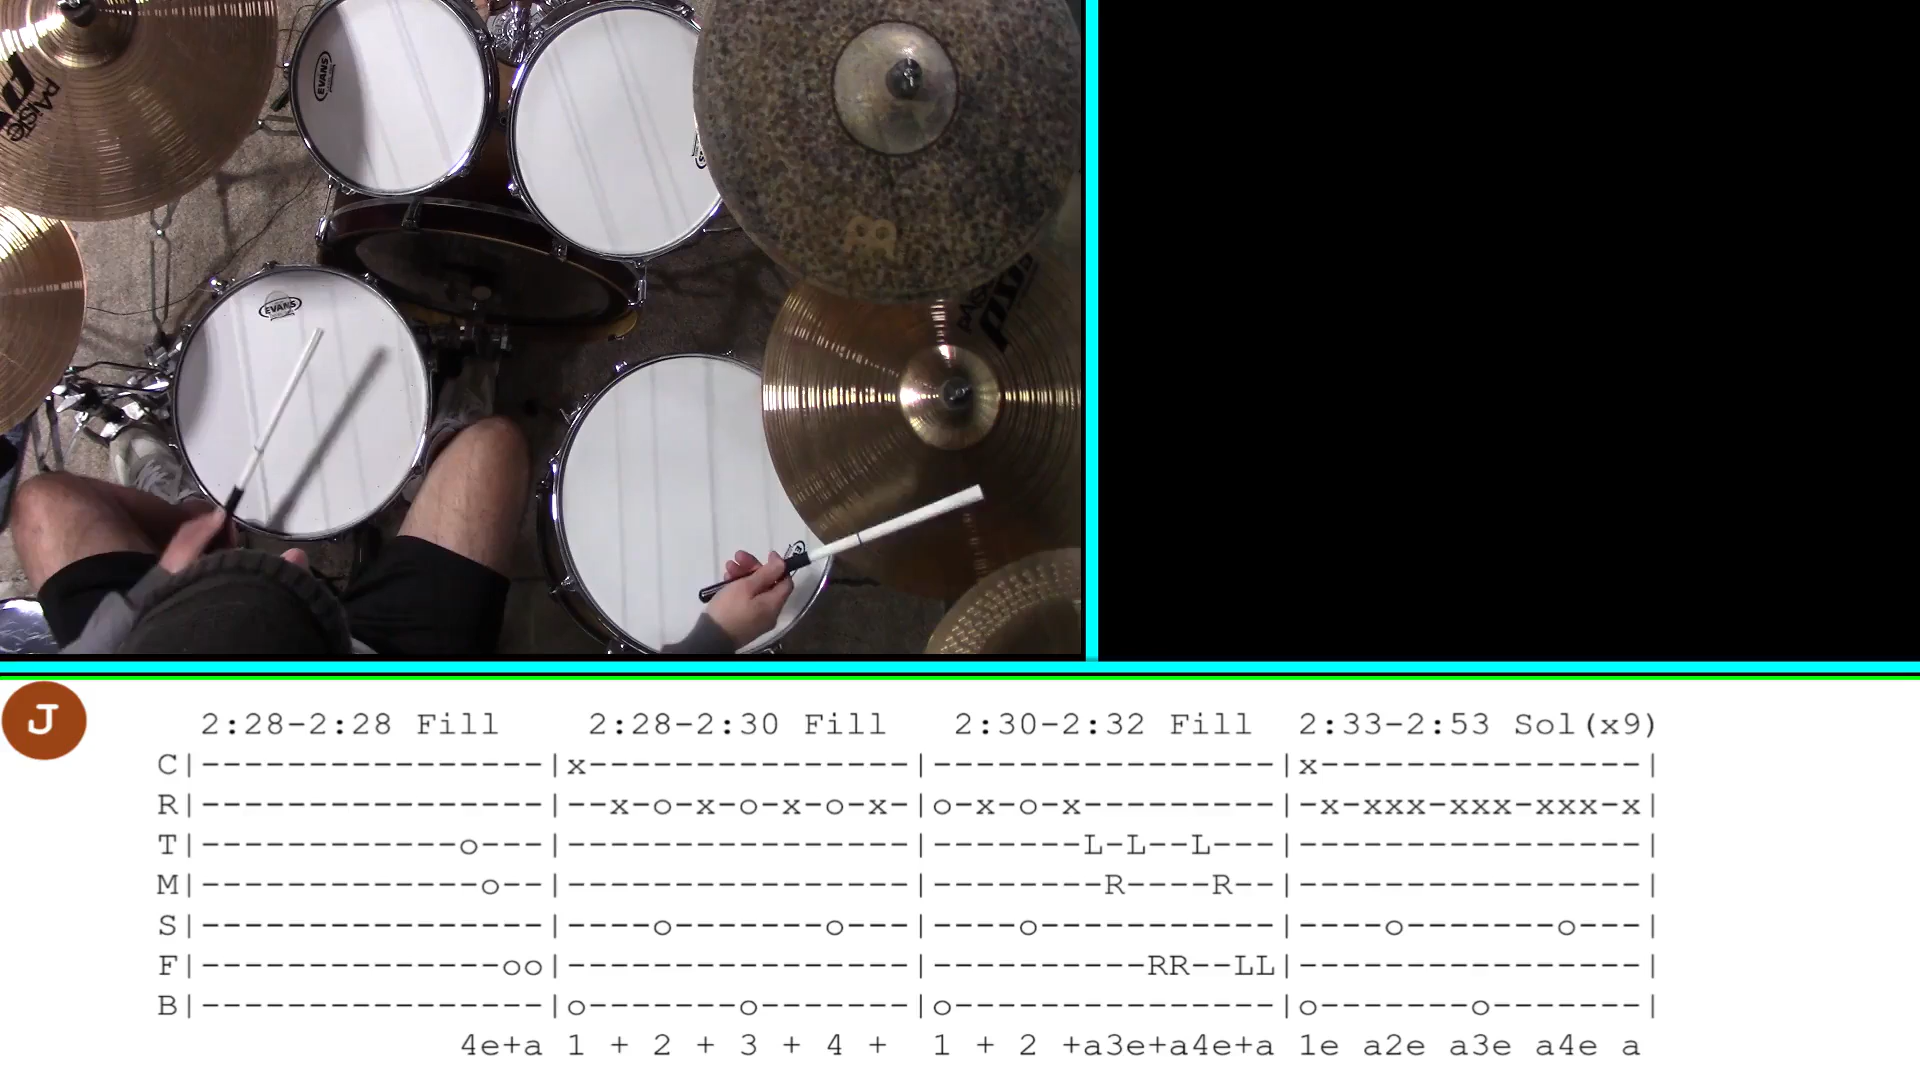 EVANS
PAISTE
EVANS
J
2:28-2:28 Fill 2:28-2:30 Fill 2:30-2:32 Fill 2:33-2:53 Sol(x9)
C|----------------|x---------------|----------------|x---------------|
R|----------------|--x-o-x-o-x-o-x-|o-x-o-x---------|-x-xxx-xxx-xxx-x|
T|------------o---|----------------|-------L-L--L---|----------------|
M|-------------o--|----------------|--------R----R--|----------------|
S|----------------|----o-------o---|----o-----------|----o-------o---|
F|--------------oo|----------------|----------RR--LL|----------------|
B|----------------|o-------o-------|o---------------|o-------o-------|
4e+a 1 + 2 + 3 + 4 + 1 + 2 +a3e+a4e+a 1e a2e a3e a4e a